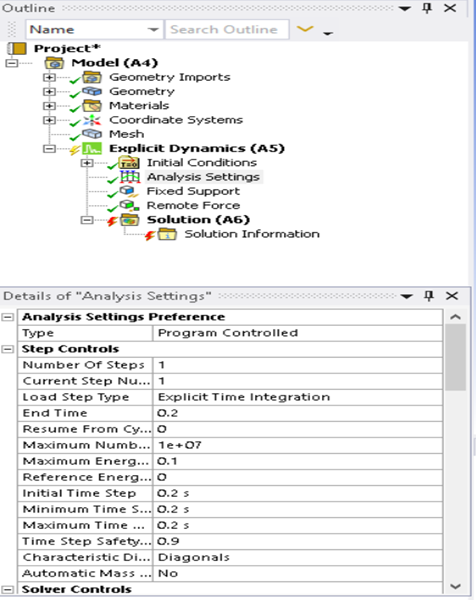 Outline
Name Search Outline
Project*
Model (A4)
Geometry Imports
Geometry
Materials
Coordinate Systems
Mesh
Explicit Dynamics (A5)
Initial Conditions
Analysis Settings
Fixed Support
Remote Force
Solution (A6)
Solution Information
Details of "Analysis Settings"
Analysis Settings Preference
Type Program Controlled
Step Controls
Number Of Steps 1
Current Step Nu... 1
Load Step Type Explicit Time Integration
End Time 0.2
Resume From Cy... 0
Maximum Numb... 1e+07
Maximum Energ... 0.1
Reference Energ... 0
Initial Time Step 0.2 s
Minimum Time S... 0.2 s
Maximum Time ... 0.2 s
Time Step Safety... 0.9
Characteristic Di... Diagonals
Automatic Mass ... No
Solver Controls